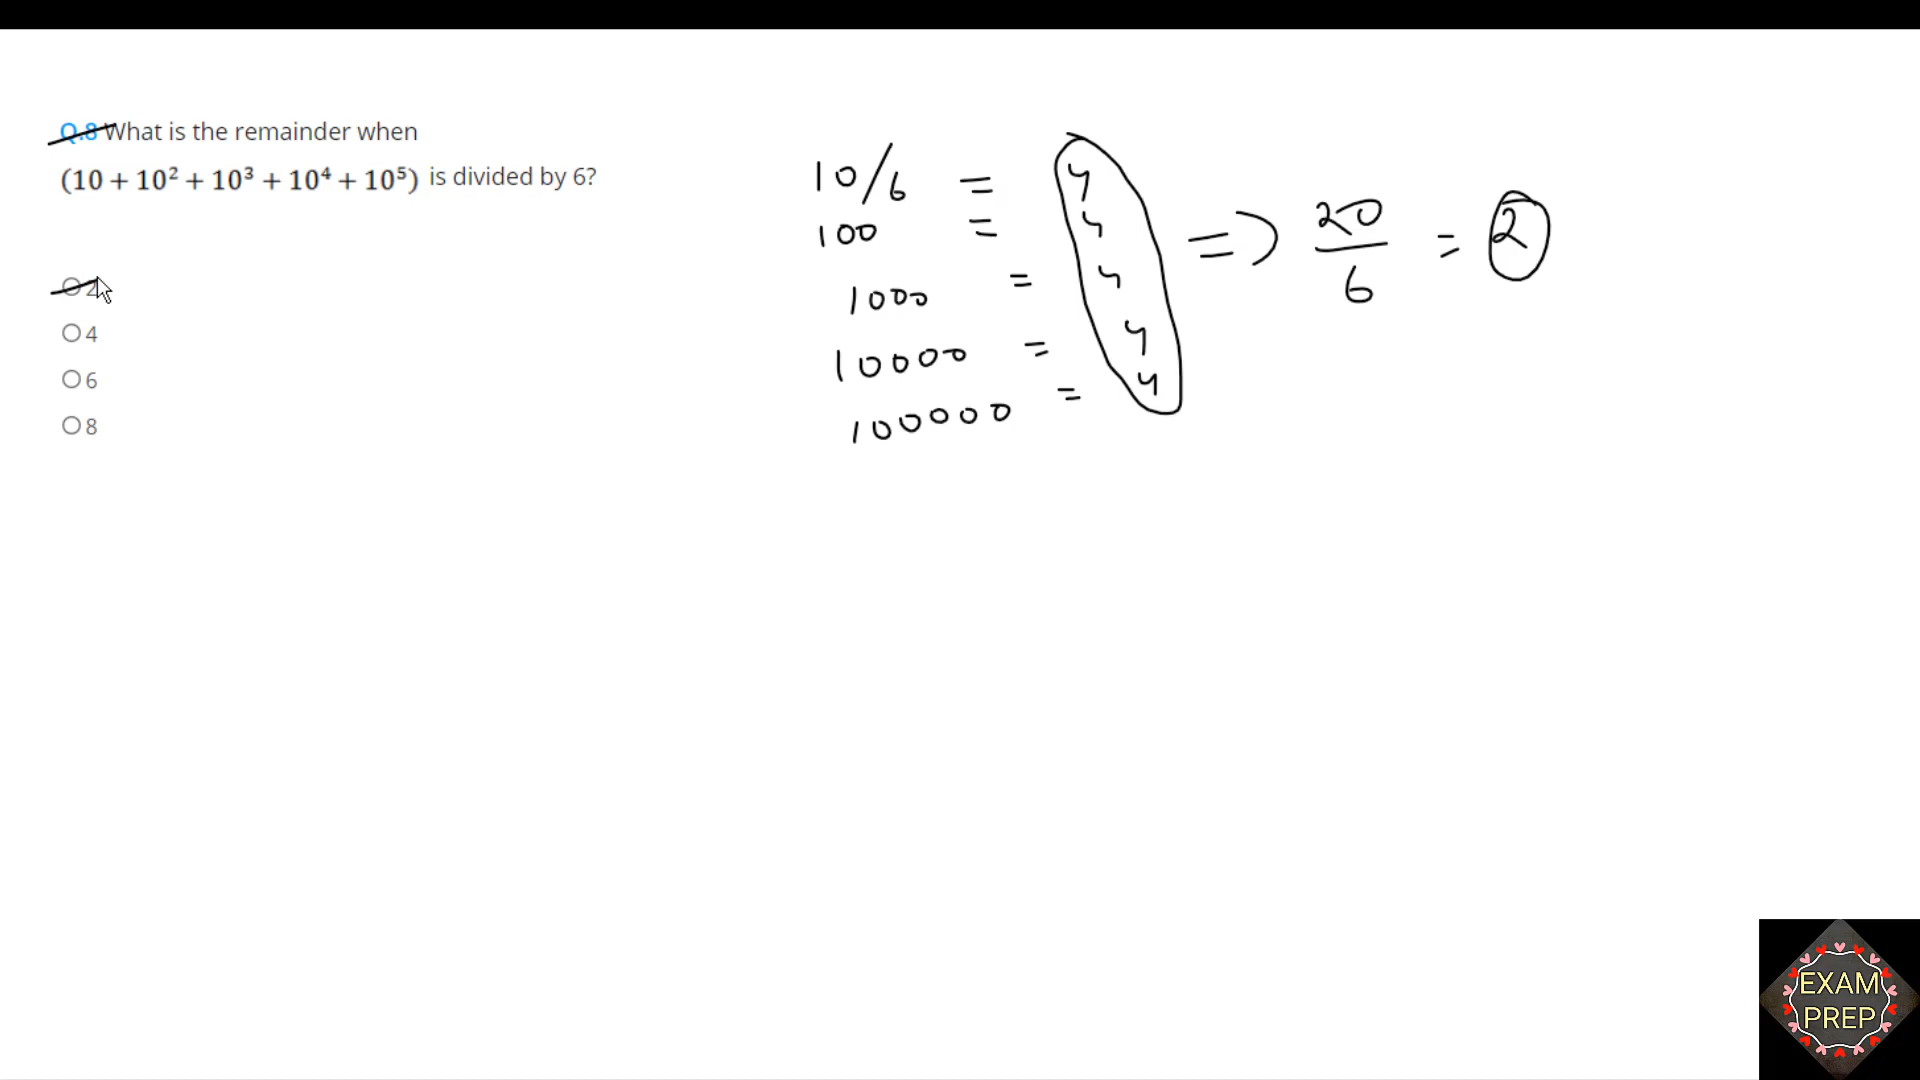 Q.8 What is the remainder when
(10 + 10² + 10³ + 10⁴ + 10⁵) is divided by 6?
2
4
6
8
10/6 = 4
100 = 4
1000 = 4
10000 = 4
100000 = 4
=> 20/6 = 2
EXAM
PREP